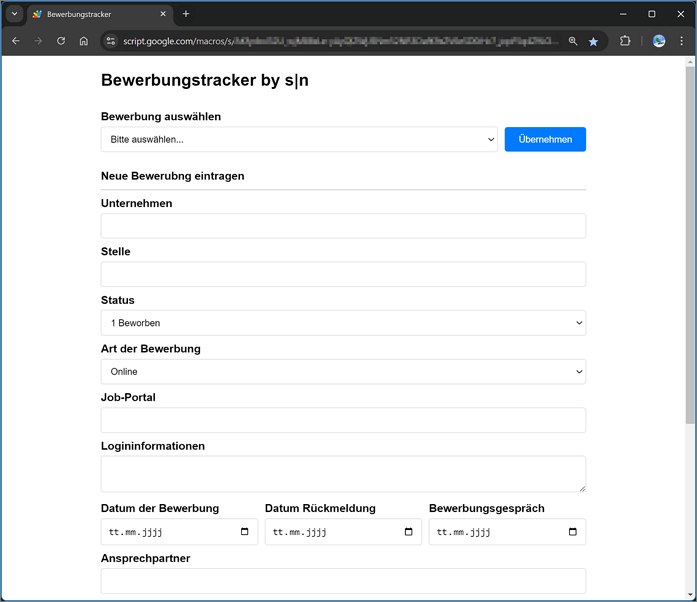 Bewerbungstracker
script.google.com/macros/s/
Bewerbungstracker by s|n
Bewerbung auswählen
Bitte auswählen...
Übernehmen
Neue Bewerubng eintragen
Unternehmen
Stelle
Status
1 Beworben
Art der Bewerbung
Online
Job-Portal
Logininformationen
Datum der Bewerbung Datum Rückmeldung Bewerbungsgespräch
tt.mm.jjjj tt.mm.jjjj tt.mm.jjjj
Ansprechpartner